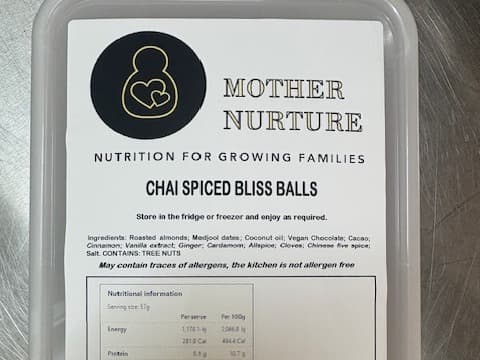 MOTHER
NURTURE
NUTRITION FOR GROWING FAMILIES
CHAI SPICED BLISS BALLS
Store in the fridge or freezer and enjoy as required.
Ingredients: Roasted almonds; Medjool dates; Coconut oil; Vegan Chocolate; Cacao;
Cinnamon; Vanilla extract; Ginger; Cardamom; Allspice; Cloves; Chinese five spice;
Salt. CONTAINS: TREE NUTS
May contain traces of allergens, the kitchen is not allergen free
Nutritional information
Serving size: 57g
Per serve Per 100g
Energy
Protein